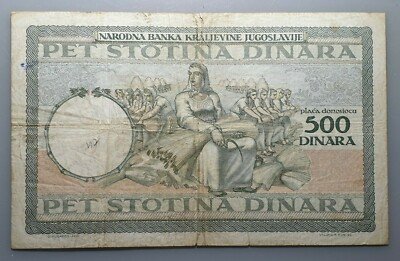 NARODNA BANKA KRALJEVINE JUGOSLAVIJE
PET STOTINA DINARA
plaća donosiocu
500
DINARA
PET STOTINA DINARA